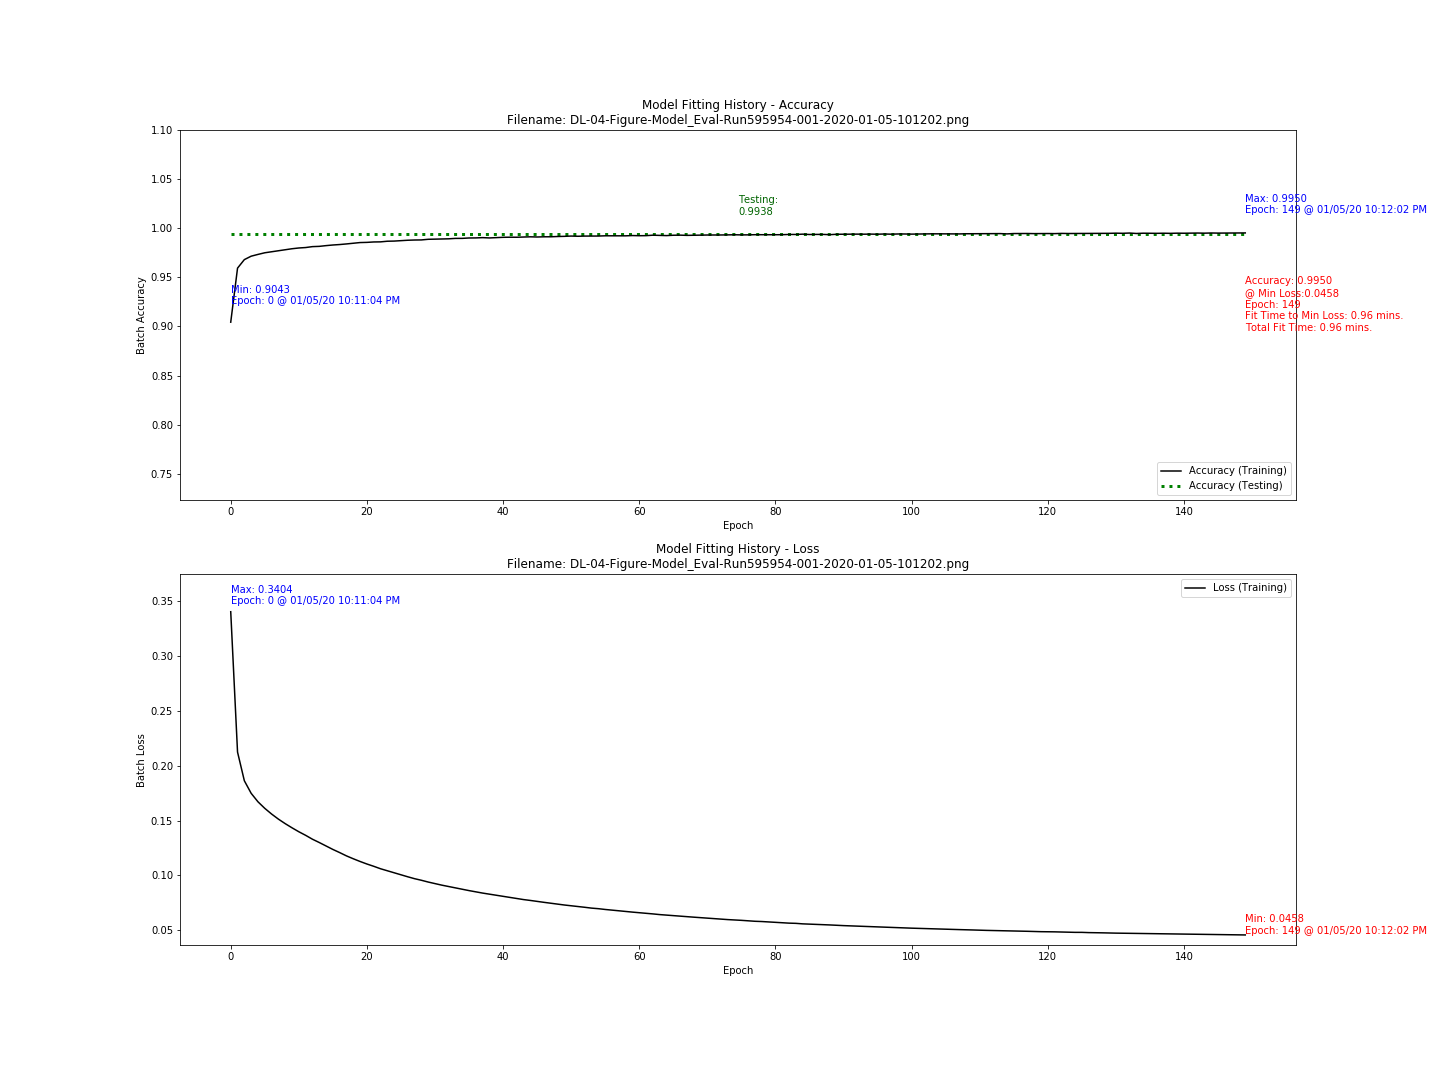 Model Fitting History - Accuracy
Filename: DL-04-Figure-Model_Eval-Run595954-001-2020-01-05-101202.png
1.10
1.05
1.00
0.95
0.90
0.85
0.80
0.75
Batch Accuracy
Testing:
0.9938
Max: 0.9950
Epoch: 149 @ 01/05/20 10:12:02 PM
Min: 0.9043
Epoch: 0 @ 01/05/20 10:11:04 PM
Accuracy: 0.9950
@ Min Loss:0.0458
Epoch: 149
Fit Time to Min Loss: 0.96 mins.
Total Fit Time: 0.96 mins.
Accuracy (Training)
Accuracy (Testing)
0 20 40 60 80 100 120 140
Epoch
Model Fitting History - Loss
Filename: DL-04-Figure-Model_Eval-Run595954-001-2020-01-05-101202.png
Max: 0.3404
Epoch: 0 @ 01/05/20 10:11:04 PM
Loss (Training)
0.35
0.30
0.25
0.20
0.15
0.10
0.05
Batch Loss
Min: 0.0458
Epoch: 149 @ 01/05/20 10:12:02 PM
0 20 40 60 80 100 120 140
Epoch